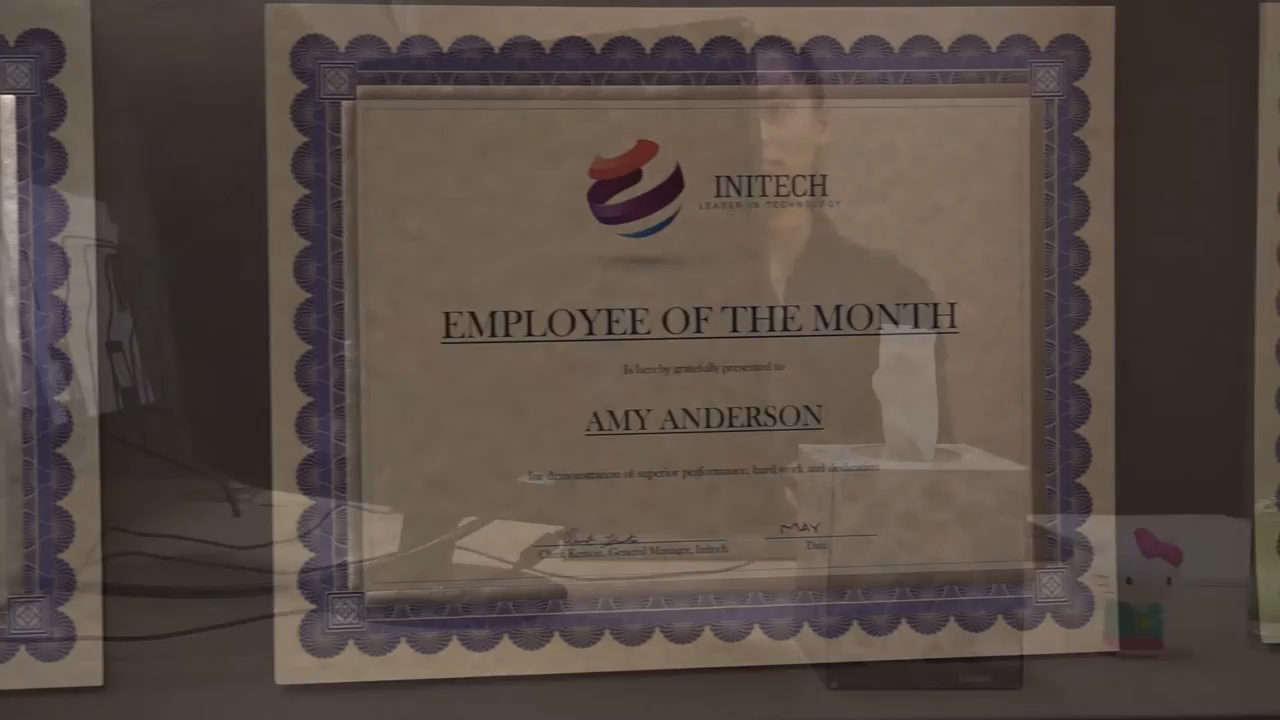 INITECH
LEADER IN TECHNOLOGY
EMPLOYEE OF THE MONTH
Is hereby gratefully presented to
AMY ANDERSON
for demonstration of superior performance, hard work and dedication
MAY
General Manager, Initech
Date